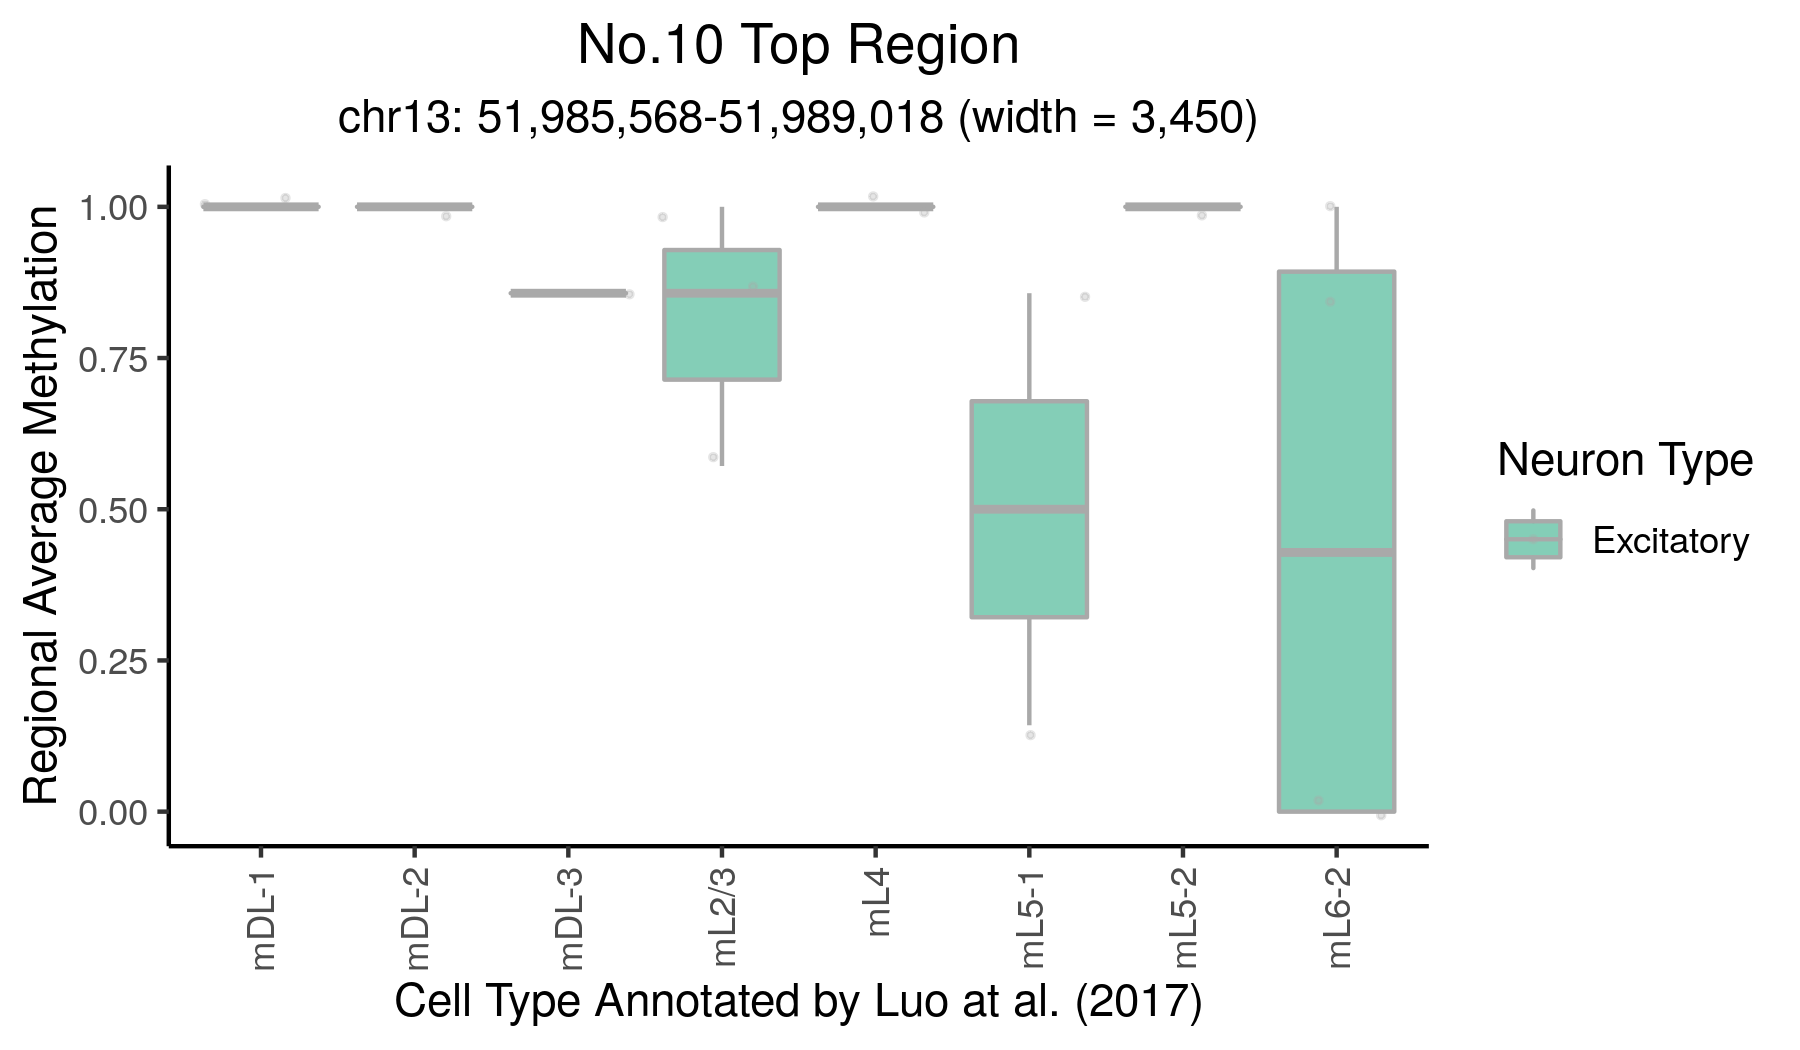 No.10 Top Region
chr13: 51,985,568-51,989,018 (width = 3,450)
Regional Average Methylation
1.00
0.75
0.50
0.25
0.00
mDL-1
mDL-2
mDL-3
mL2/3
mL4
mL5-1
mL5-2
mL6-2
Cell Type Annotated by Luo at al. (2017)
Neuron Type
Excitatory